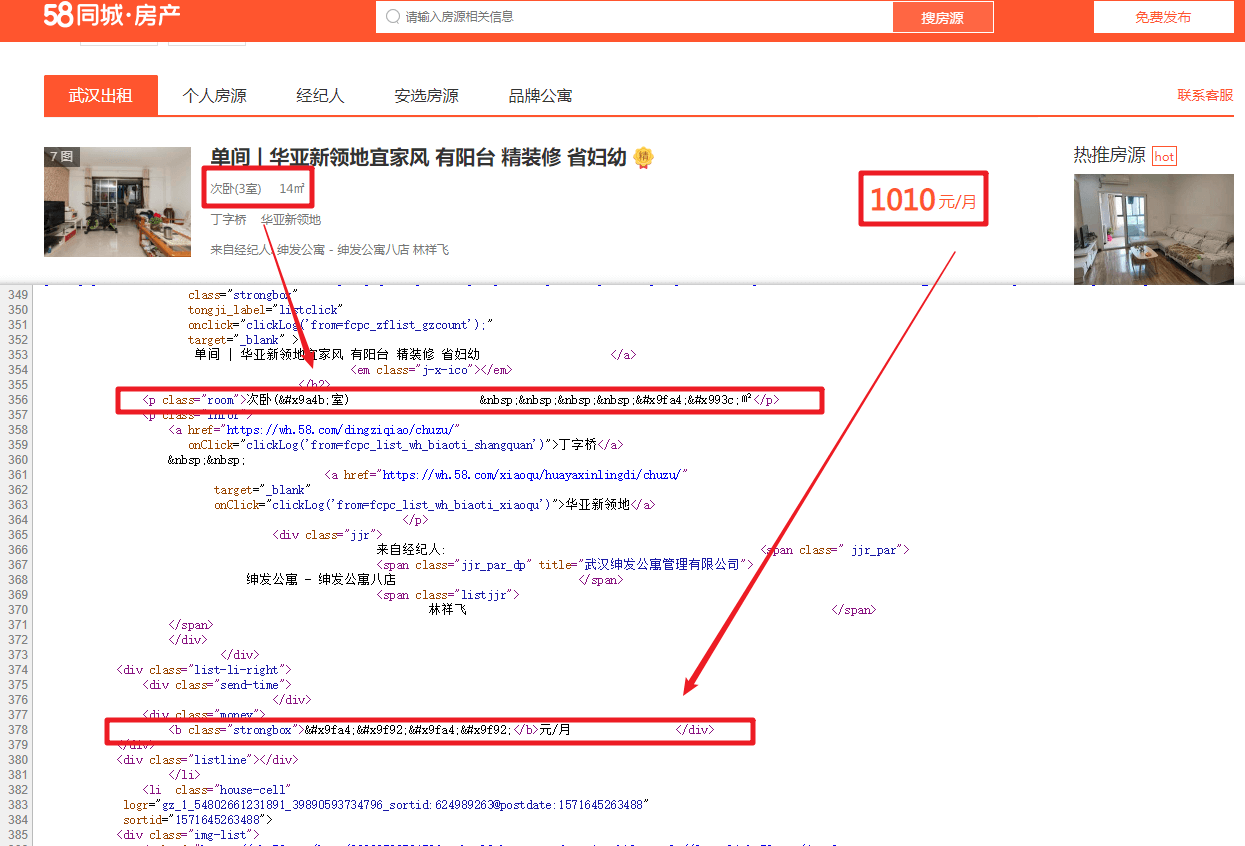 58同城·房产
请输入房源相关信息
搜房源
免费发布
武汉出租 个人房源 经纪人 安选房源 品牌公寓 联系客服
7 图
单间 | 华亚新领地宜家风 有阳台 精装修 省妇幼 精
次卧(3室) 14㎡
丁字桥 华亚新领地
来自经纪人: 绅发公寓 - 绅发公寓八店 林祥飞
1010 元/月
热推房源 hot
349 class="strongbox"
350 tongji_label="listclick"
351 onclick="clickLog('from=fcpc_zflist_gzcount');"
352 target="_blank" >
353 单间 | 华亚新领地宜家风 有阳台 精装修 省妇幼 </a>
354 <em class="j-x-ico"></em>
355 </h2>
356 <p class="room">次卧(&#x9a4b;室) &nbsp;&nbsp;&nbsp;&nbsp;&#x9fa4;&#x993c;㎡</p>
357 <p class="infor">
358 <a href="https://wh.58.com/dingziqiao/chuzu/"
359 onClick="clickLog('from=fcpc_list_wh_biaoti_shangquan')">丁字桥</a>
360 &nbsp;&nbsp;
361 <a href="https://wh.58.com/xiaoqu/huayaxinlingdi/chuzu/"
362 target="_blank"
363 onClick="clickLog('from=fcpc_list_wh_biaoti_xiaoqu')">华亚新领地</a>
364 </p>
365 <div class="jjr">
366 来自经纪人: <span class=" jjr_par">
367 <span class="jjr_par_dp" title="武汉绅发公寓管理有限公司">
368 绅发公寓 - 绅发公寓八店 </span>
369 <span class="listjjr">
370 林祥飞 </span>
371 </span>
372 </div>
373 </div>
374 <div class="list-li-right">
375 <div class="send-time">
376 </div>
377 <div class="money">
378 <b class="strongbox">&#x9fa4;&#x9f92;&#x9fa4;&#x9f92;</b>元/月 </div>
379 </div>
380 <div class="listline"></div>
381 </li>
382 <li class="house-cell"
383 logr="gz_1_54802661231891_39890593734796_sortid:624989263@postdate:1571645263488"
384 sortid="1571645263488">
385 <div class="img-list">